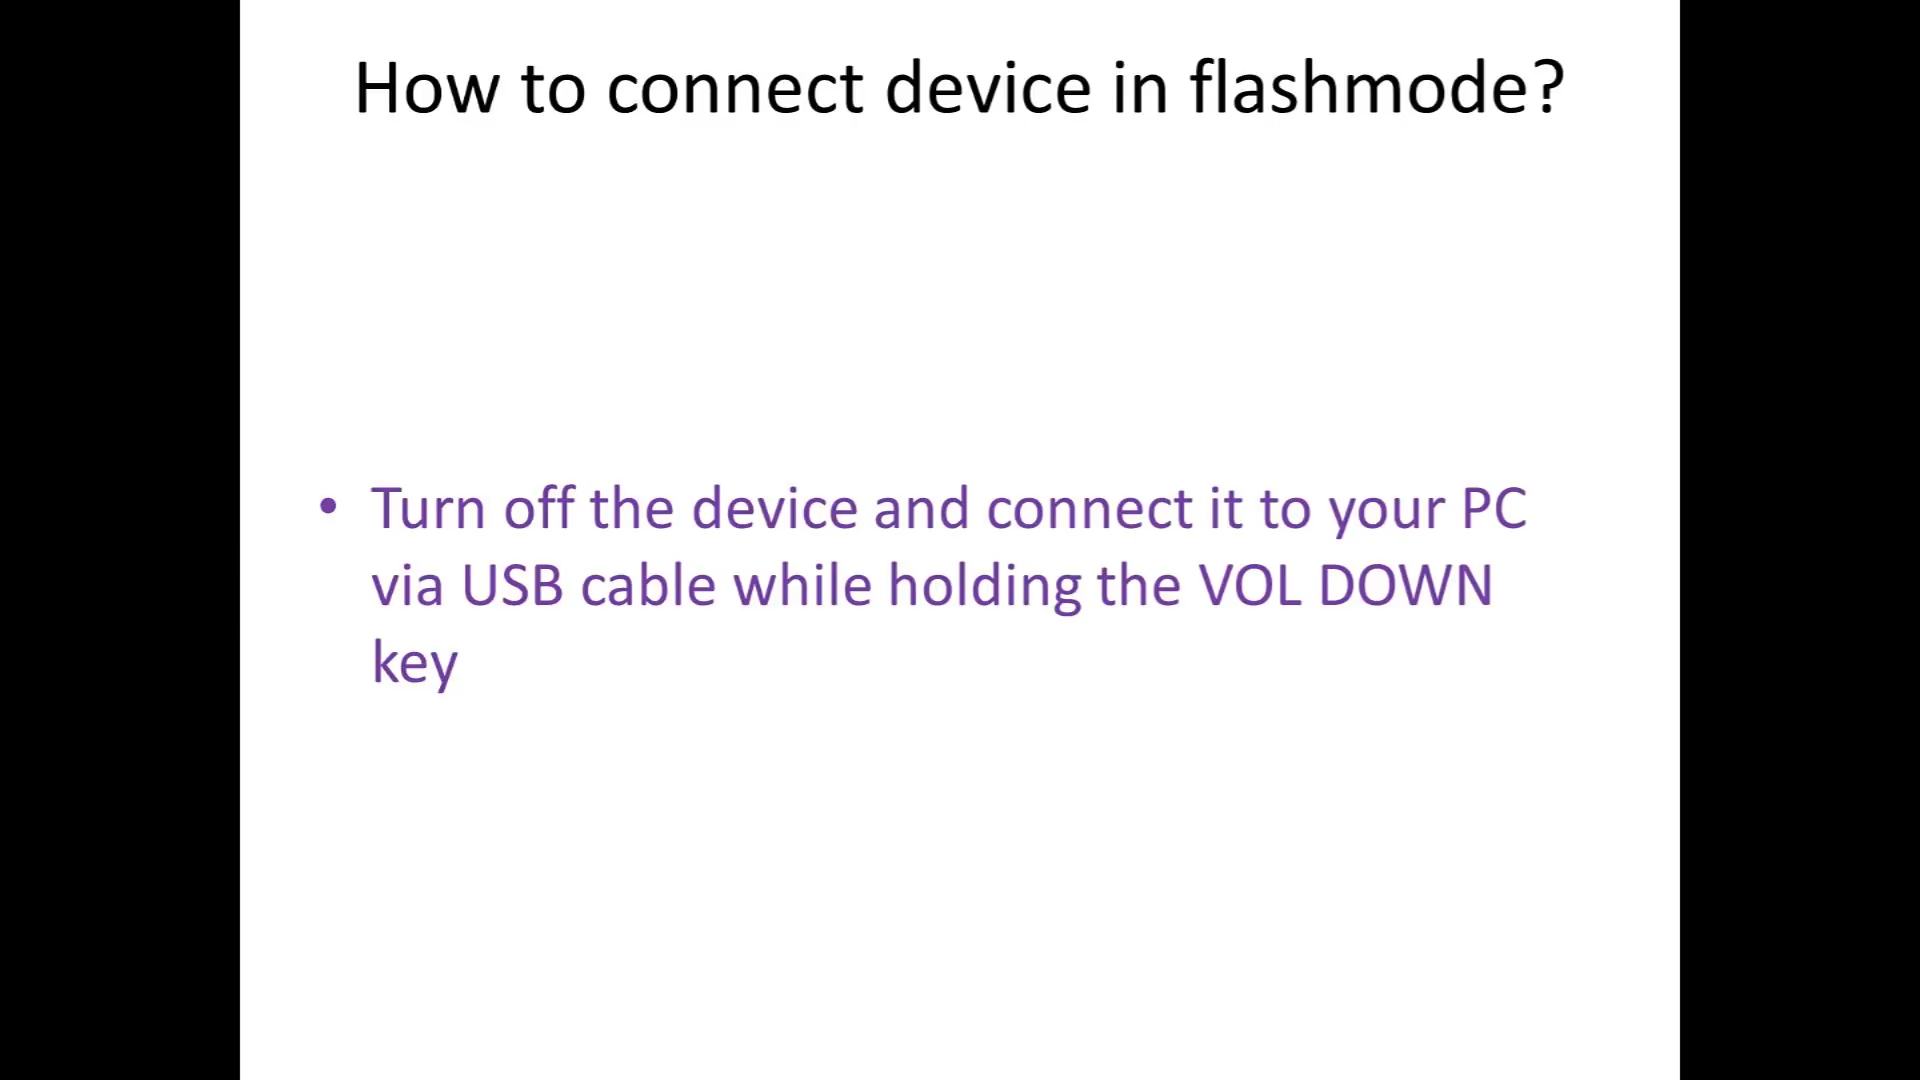 How to connect device in flashmode?
• Turn off the device and connect it to your PC
via USB cable while holding the VOL DOWN
key